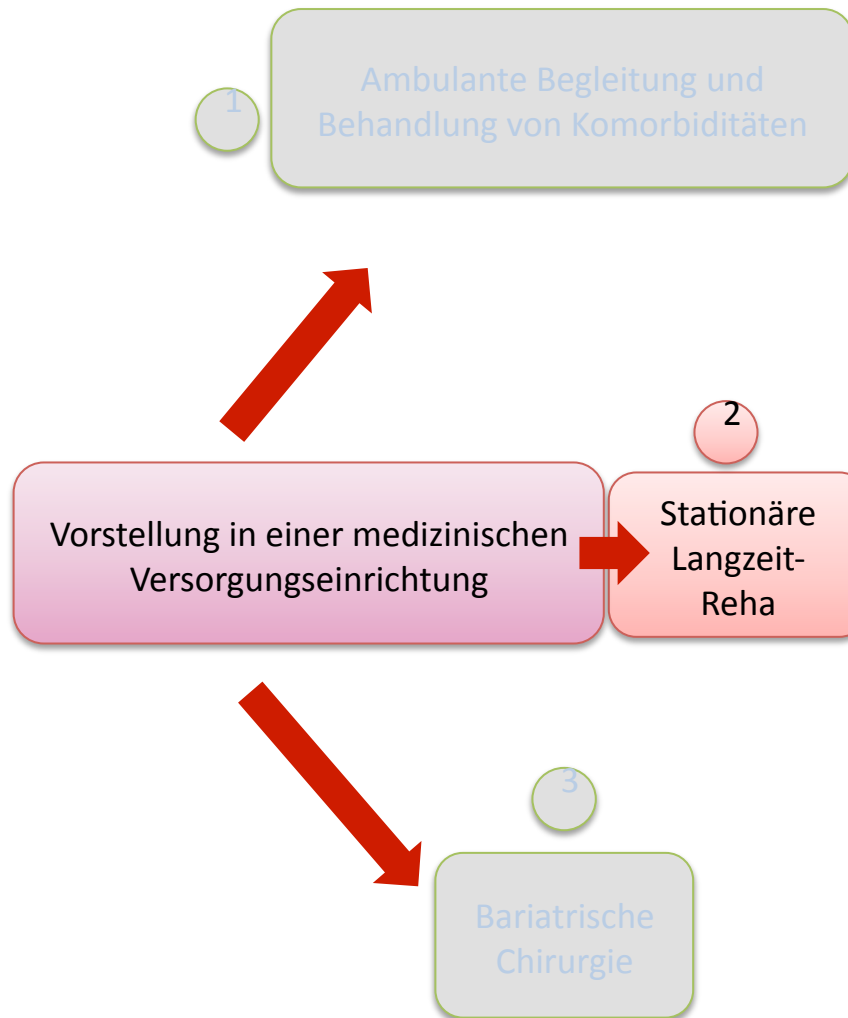 1
Ambulante Begleitung und
Behandlung von Komorbiditäten
Vorstellung in einer medizinischen
Versorgungseinrichtung
2
Stationäre
Langzeit-
Reha
3
Bariatrische
Chirurgie